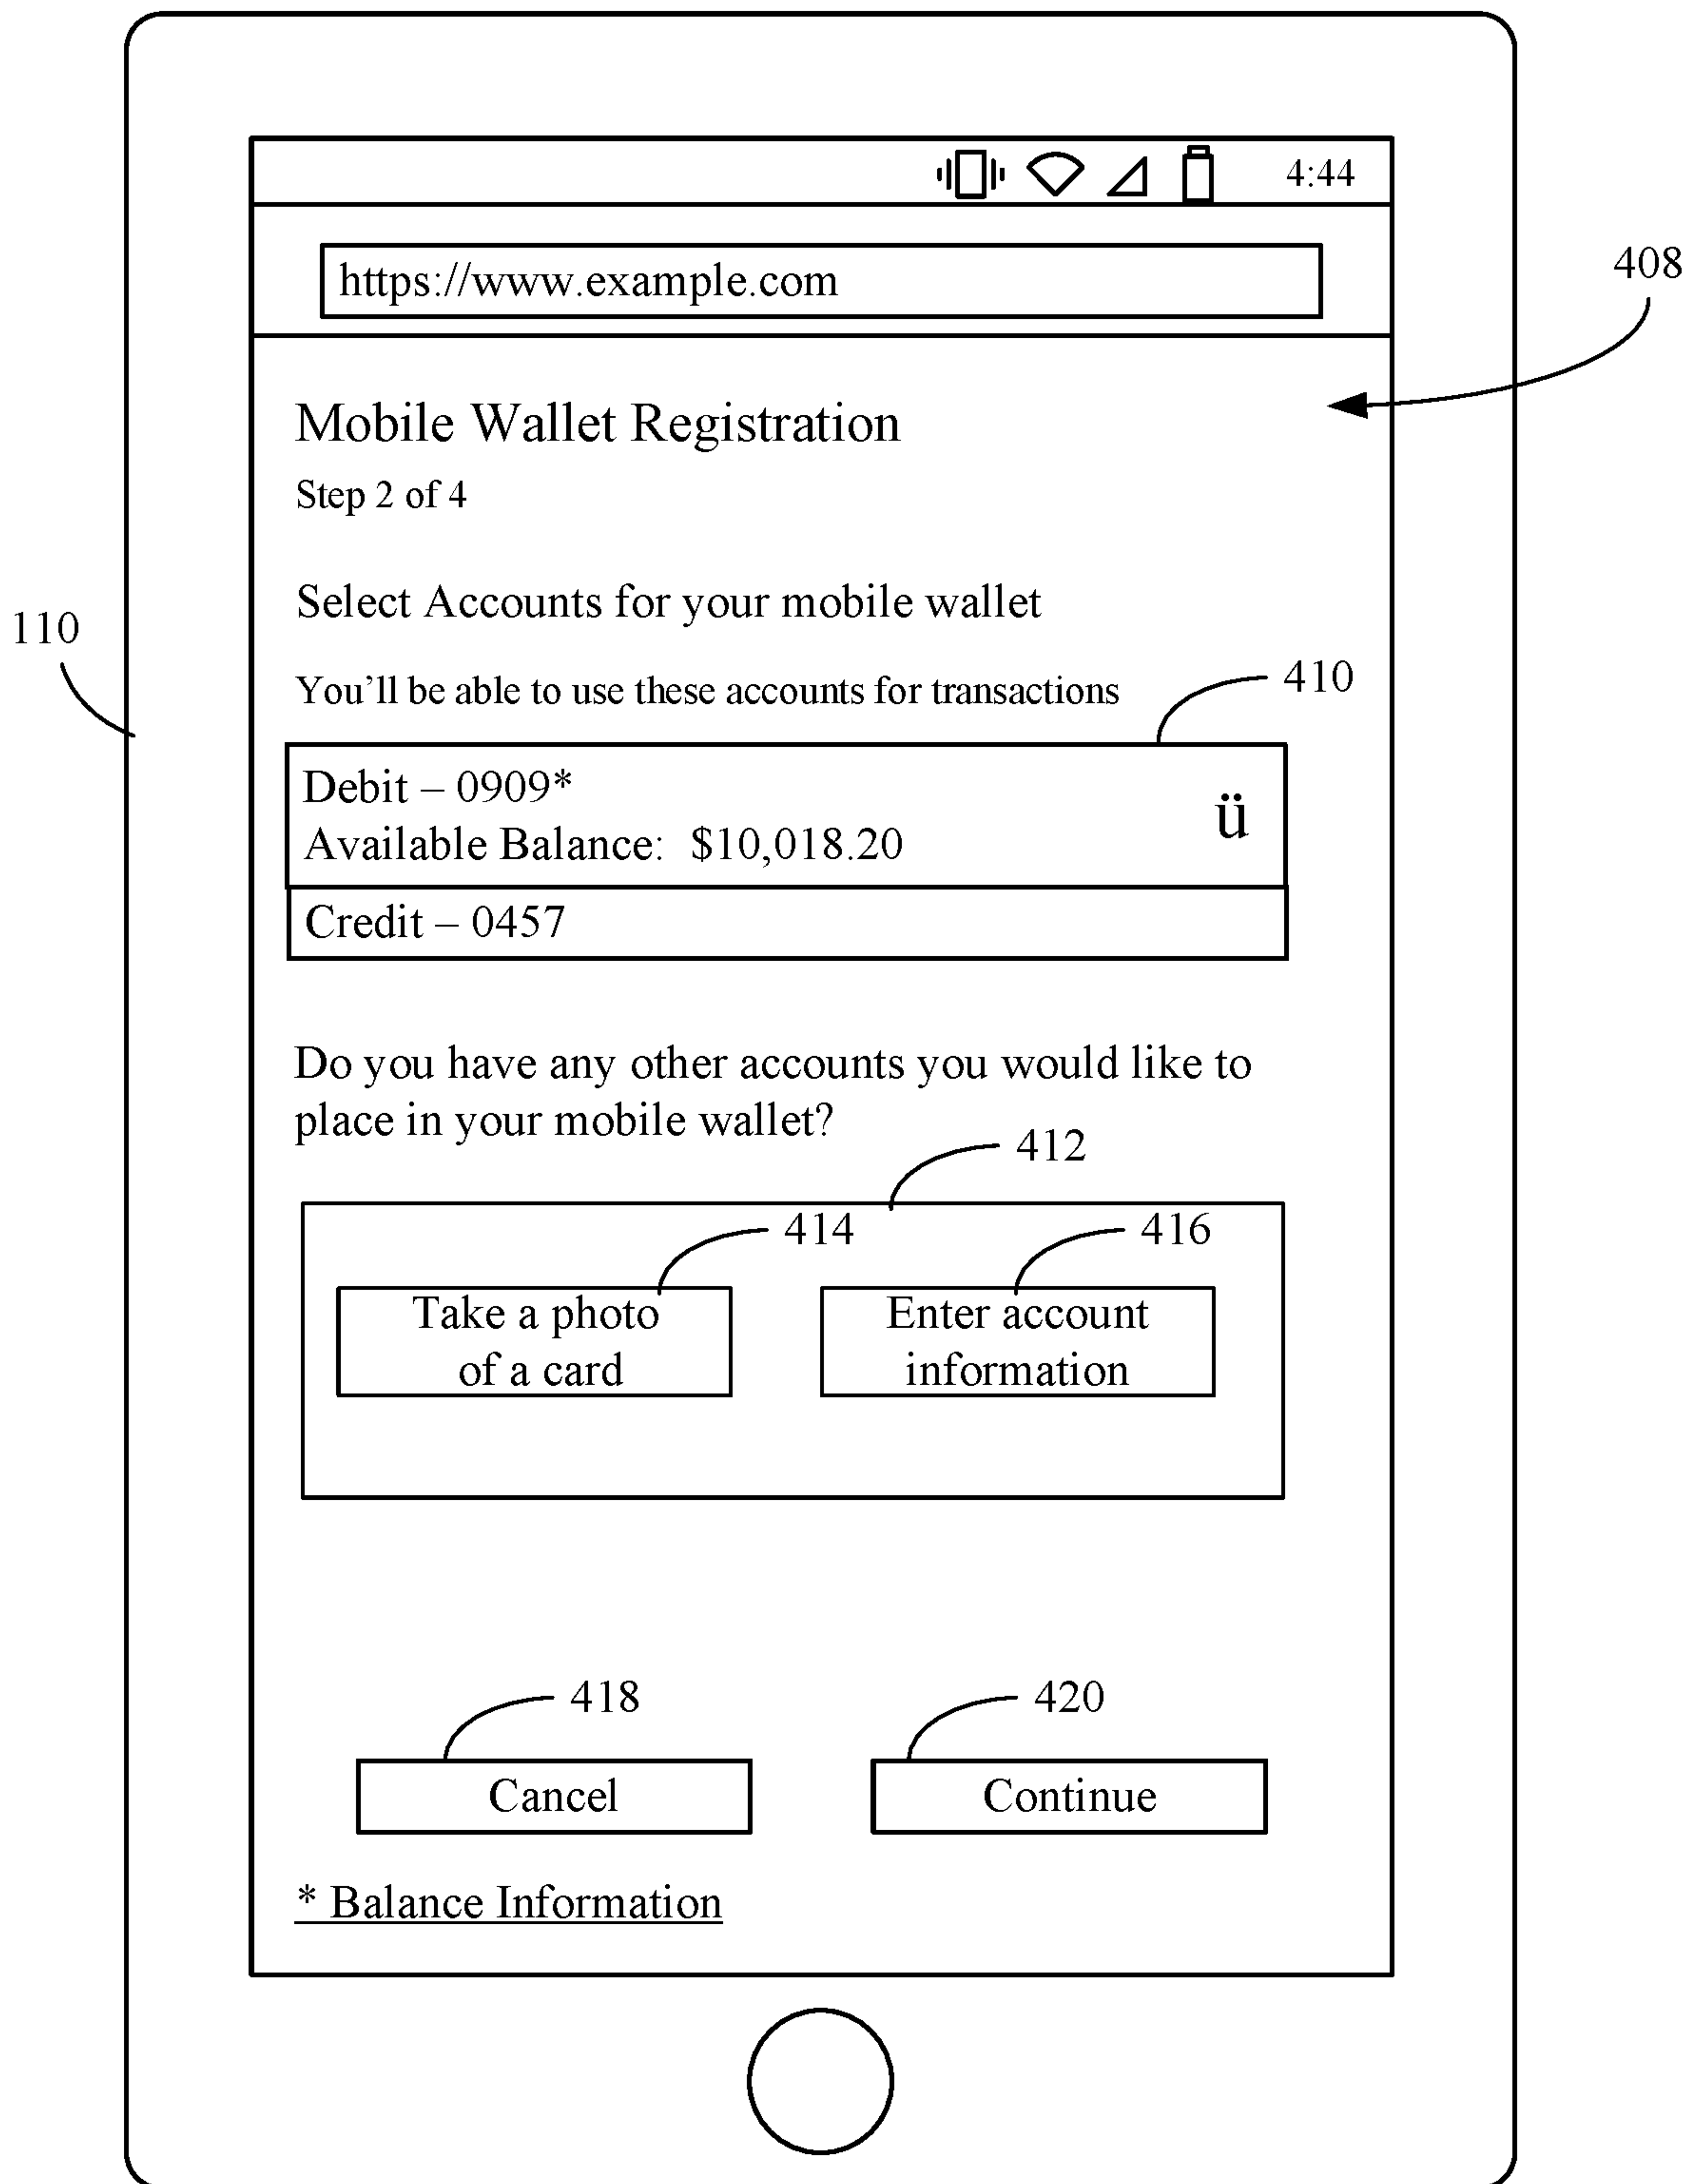 4:44
https://www.example.com
408
Mobile Wallet Registration
Step 2 of 4
Select Accounts for your mobile wallet
110
You’ll be able to use these accounts for transactions
410
Debit – 0909*
ü
Available Balance: $10,018.20
Credit – 0457
Do you have any other accounts you would like to
place in your mobile wallet?
412
414
416
Take a photo
of a card
Enter account
information
418
420
Cancel
Continue
* Balance Information